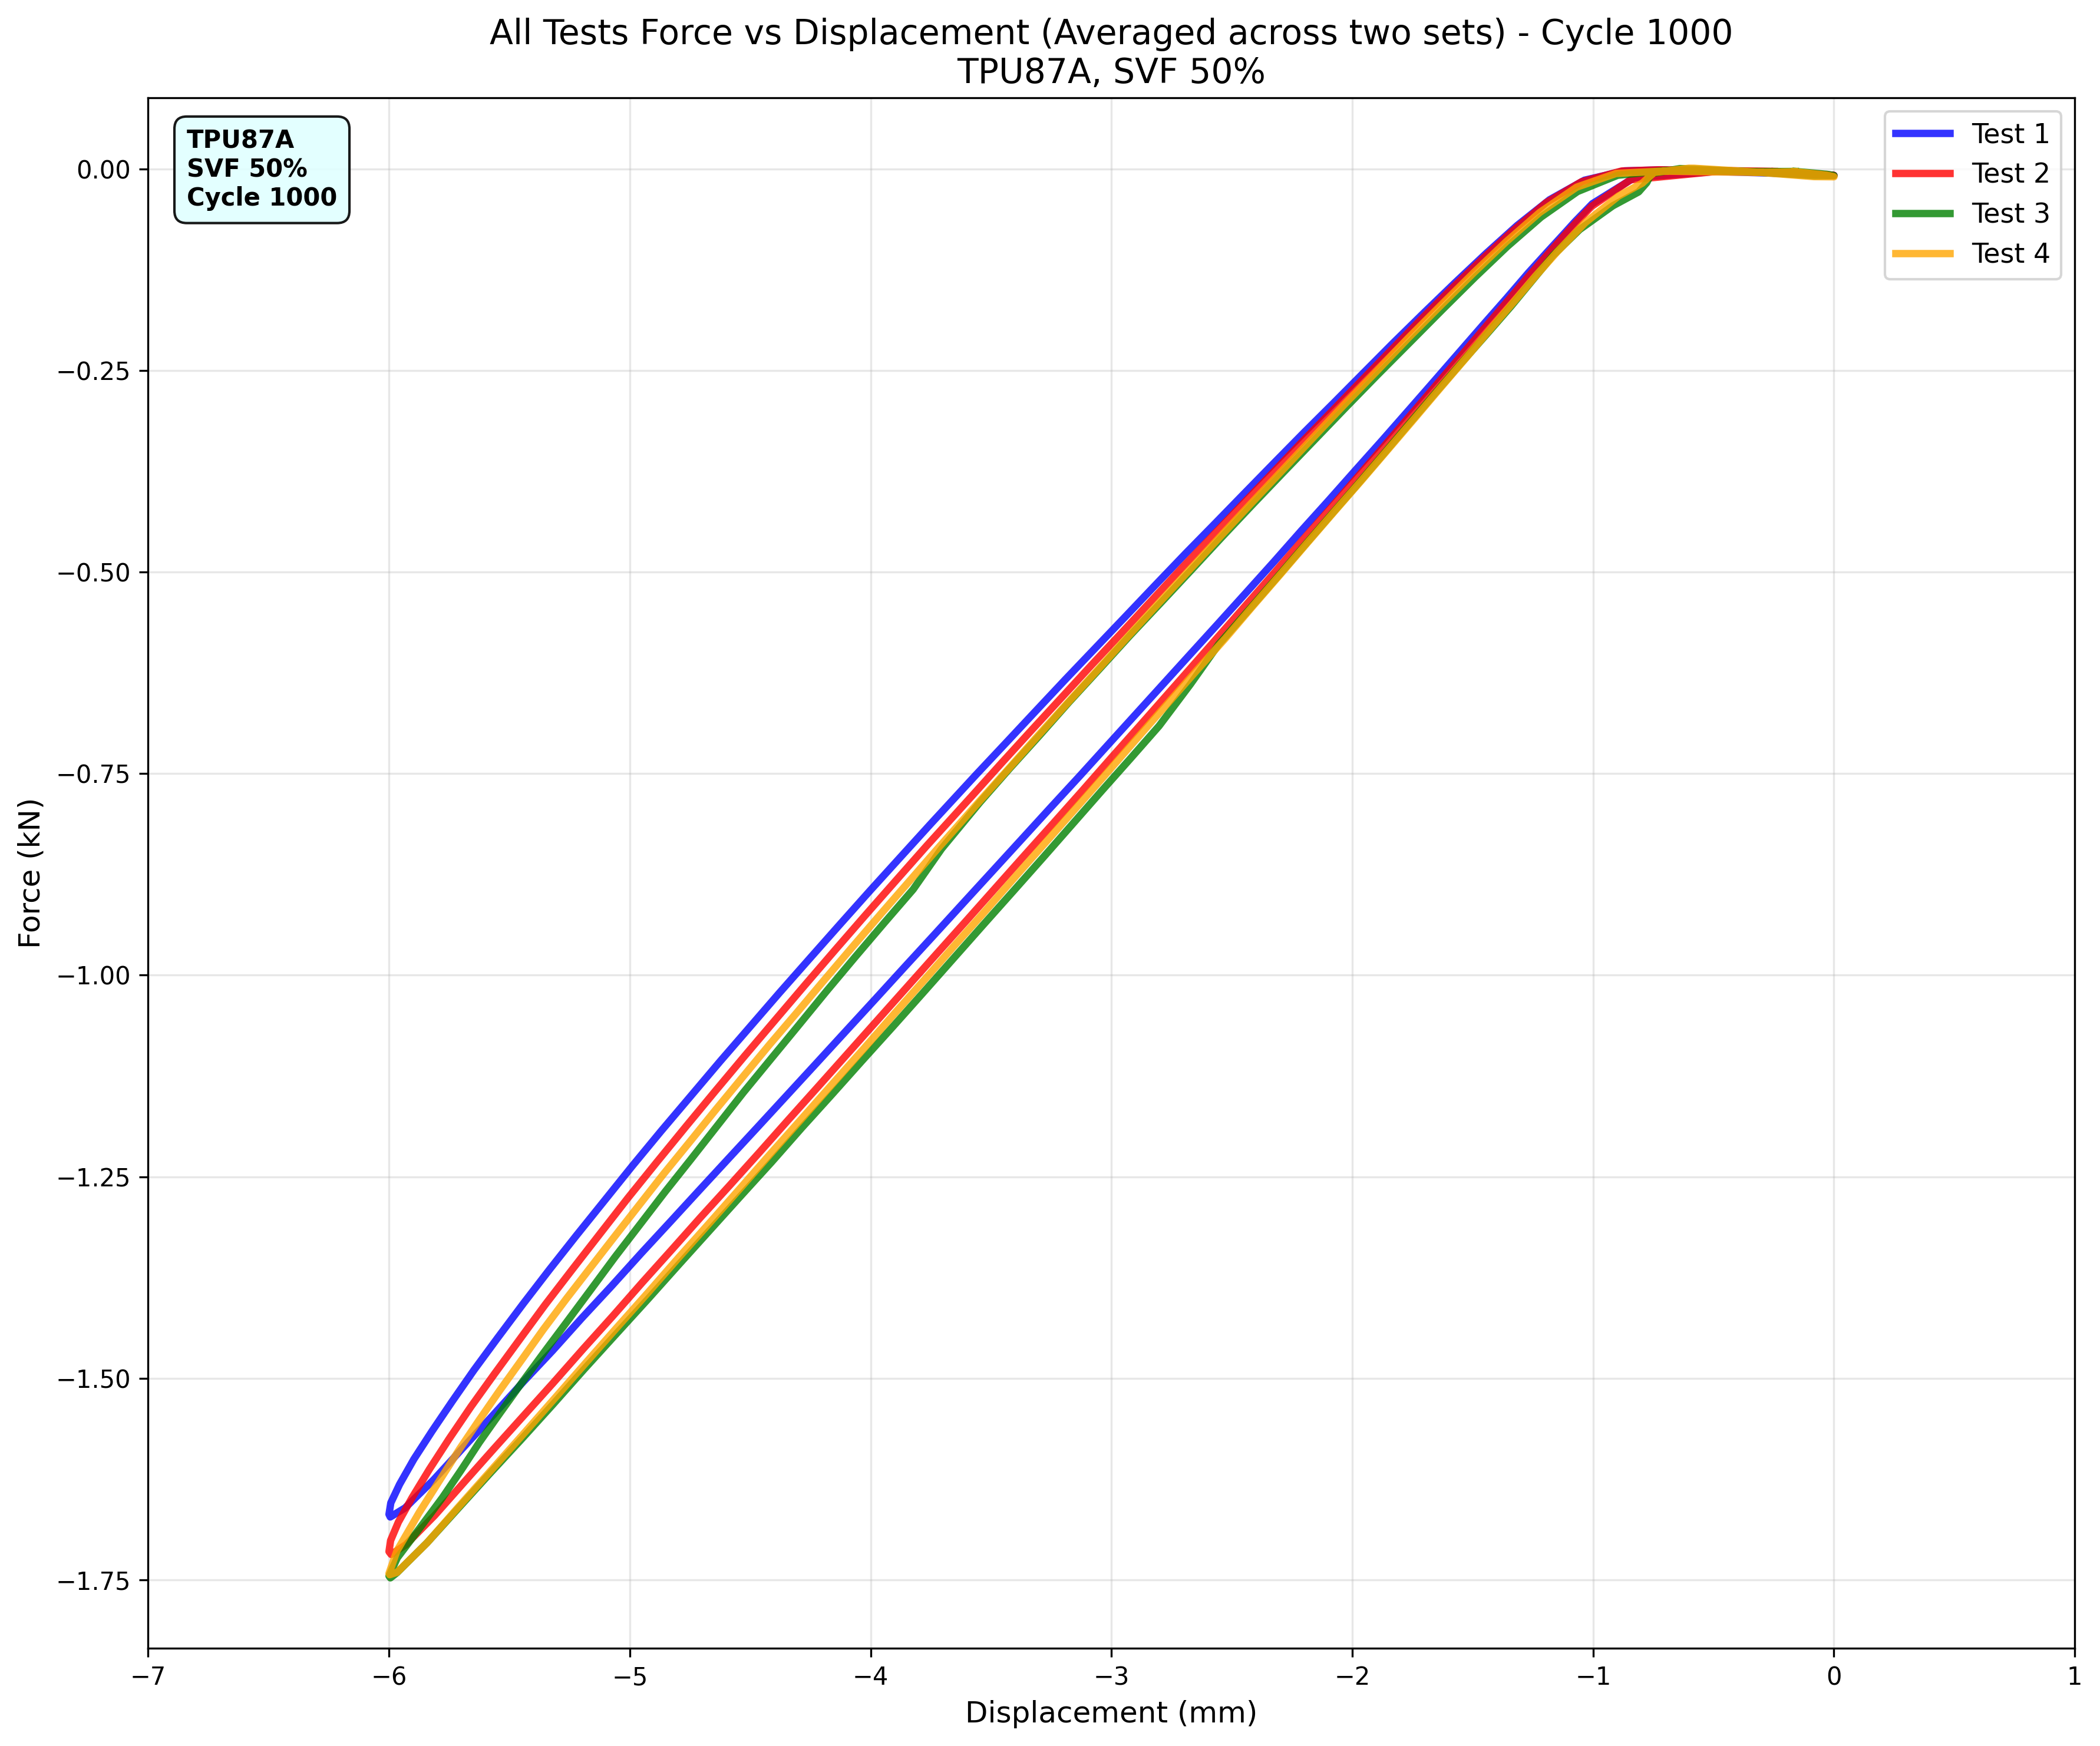 All Tests Force vs Displacement (Averaged across two sets) - Cycle 1000
TPU87A, SVF 50%
TPU87A
SVF 50%
Cycle 1000
Test 1
Test 2
Test 3
Test 4
0.00
−0.25
−0.50
−0.75
−1.00
−1.25
−1.50
−1.75
Force (kN)
−7 −6 −5 −4 −3 −2 −1 0 1
Displacement (mm)